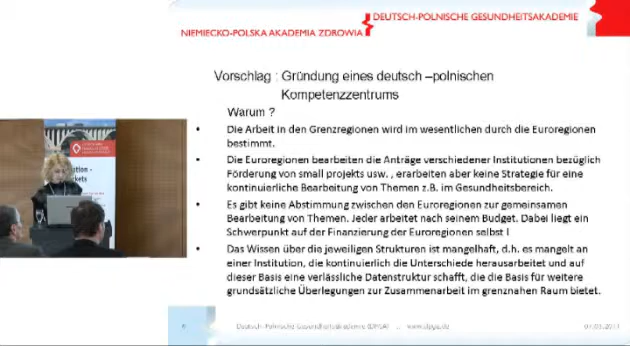 DEUTSCH-POLNISCHE GESUNDHEITSAKADEMIE
NIEMIECKO-POLSKA AKADEMIA ZDROWIA
Vorschlag : Gründung eines deutsch –polnischen
Kompetenzzentrums
Warum ?
• Die Arbeit in den Grenzregionen wird im wesentlichen durch die Euroregionen
bestimmt.
• Die Euroregionen bearbeiten die Anträge verschiedener Institutionen bezüglich
Förderung von small projekts usw. , erarbeiten aber keine Strategie für eine
kontinuierliche Bearbeitung von Themen z.B. im Gesundheitsbereich.
• Es gibt keine Abstimmung zwischen den Euroregionen zur gemeinsamen
Bearbeitung von Themen. Jeder arbeitet nach seinem Budget. Dabei liegt ein
Schwerpunkt auf der Finanzierung der Euroregionen selbst !
• Das Wissen über die jeweiligen Strukturen ist mangelhaft, d.h. es mangelt an
einer Institution, die kontinuierlich die Unterschiede herausarbeitet und auf
dieser Basis eine verlässliche Datenstruktur schafft, die die Basis für weitere
grundsätzliche Überlegungen zur Zusammenarbeit im grenznahen Raum bietet.
Deutsch- Polnische Gesundheitsakademie